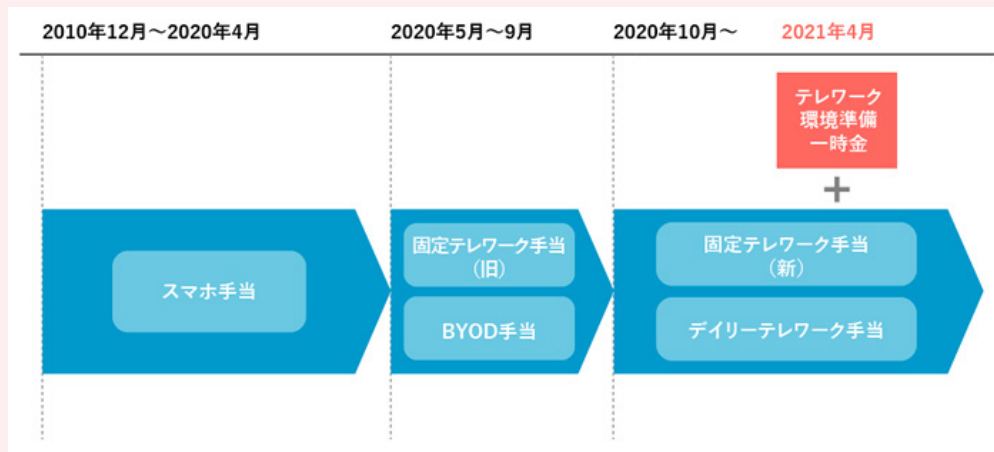 2010年12月～2020年4月
2020年5月～9月
2020年10月～
2021年4月
テレワーク
環境準備
一時金
+
スマホ手当
固定テレワーク手当
(旧)
BYOD手当
固定テレワーク手当
(新)
デイリーテレワーク手当